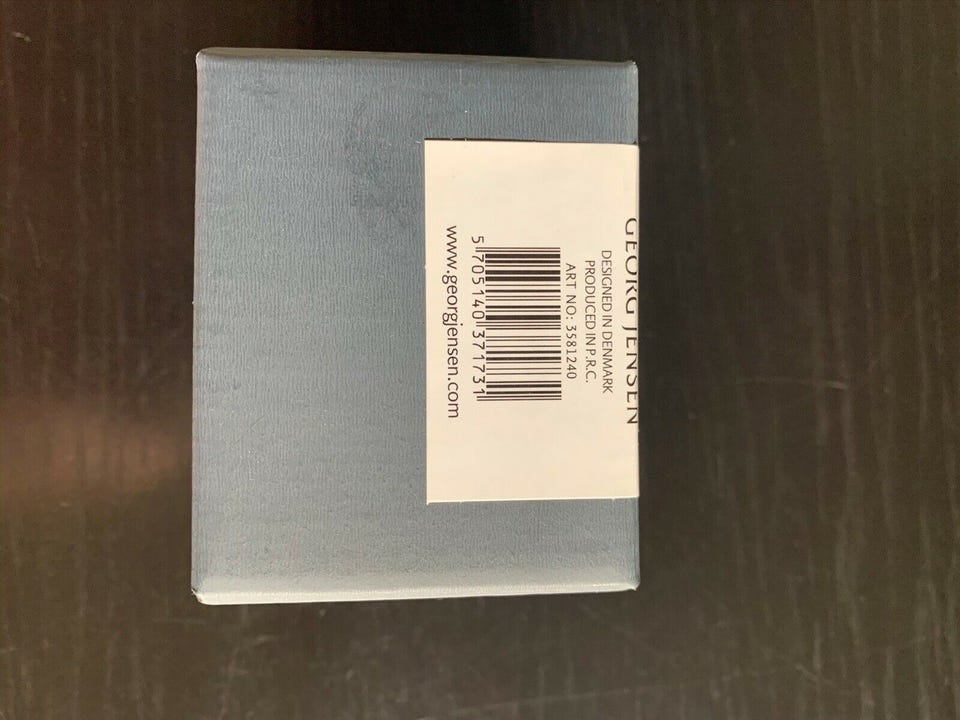 GEORG JENSEN
DESIGNED IN DENMARK
PRODUCED IN P.R.C.
ART NO: 3581240
5 705140 371731
www.georgjensen.com